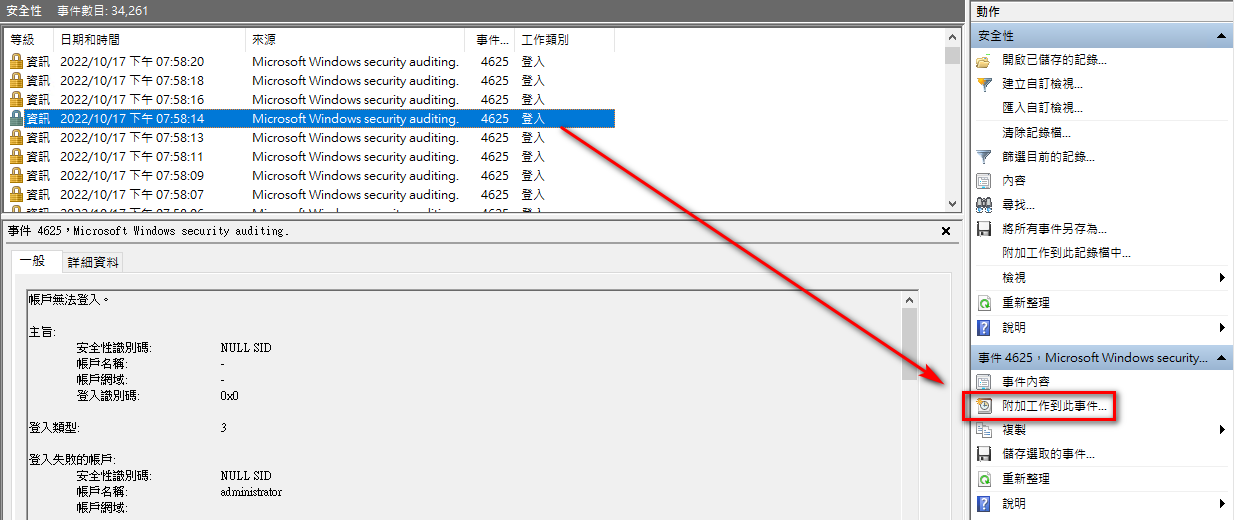 安全性 事件數目: 34,261
等級 日期和時間 來源 事件... 工作類別
資訊 2022/10/17 下午 07:58:20 Microsoft Windows security auditing. 4625 登入
資訊 2022/10/17 下午 07:58:18 Microsoft Windows security auditing. 4625 登入
資訊 2022/10/17 下午 07:58:16 Microsoft Windows security auditing. 4625 登入
資訊 2022/10/17 下午 07:58:14 Microsoft Windows security auditing. 4625 登入
資訊 2022/10/17 下午 07:58:13 Microsoft Windows security auditing. 4625 登入
資訊 2022/10/17 下午 07:58:11 Microsoft Windows security auditing. 4625 登入
資訊 2022/10/17 下午 07:58:09 Microsoft Windows security auditing. 4625 登入
資訊 2022/10/17 下午 07:58:07 Microsoft Windows security auditing. 4625 登入
事件 4625，Microsoft Windows security auditing.
一般 詳細資料
帳戶無法登入。
主旨:
安全性識別碼: NULL SID
帳戶名稱: -
帳戶網域: -
登入識別碼: 0x0
登入類型: 3
登入失敗的帳戶:
安全性識別碼: NULL SID
帳戶名稱: administrator
帳戶網域:
動作
安全性
開啟已儲存的記錄...
建立自訂檢視...
匯入自訂檢視...
清除記錄檔...
篩選目前的記錄...
內容
尋找...
將所有事件另存為...
附加工作到此記錄檔中...
檢視
重新整理
說明
事件 4625，Microsoft Windows security...
事件內容
附加工作到此事件...
複製
儲存選取的事件...
重新整理
說明